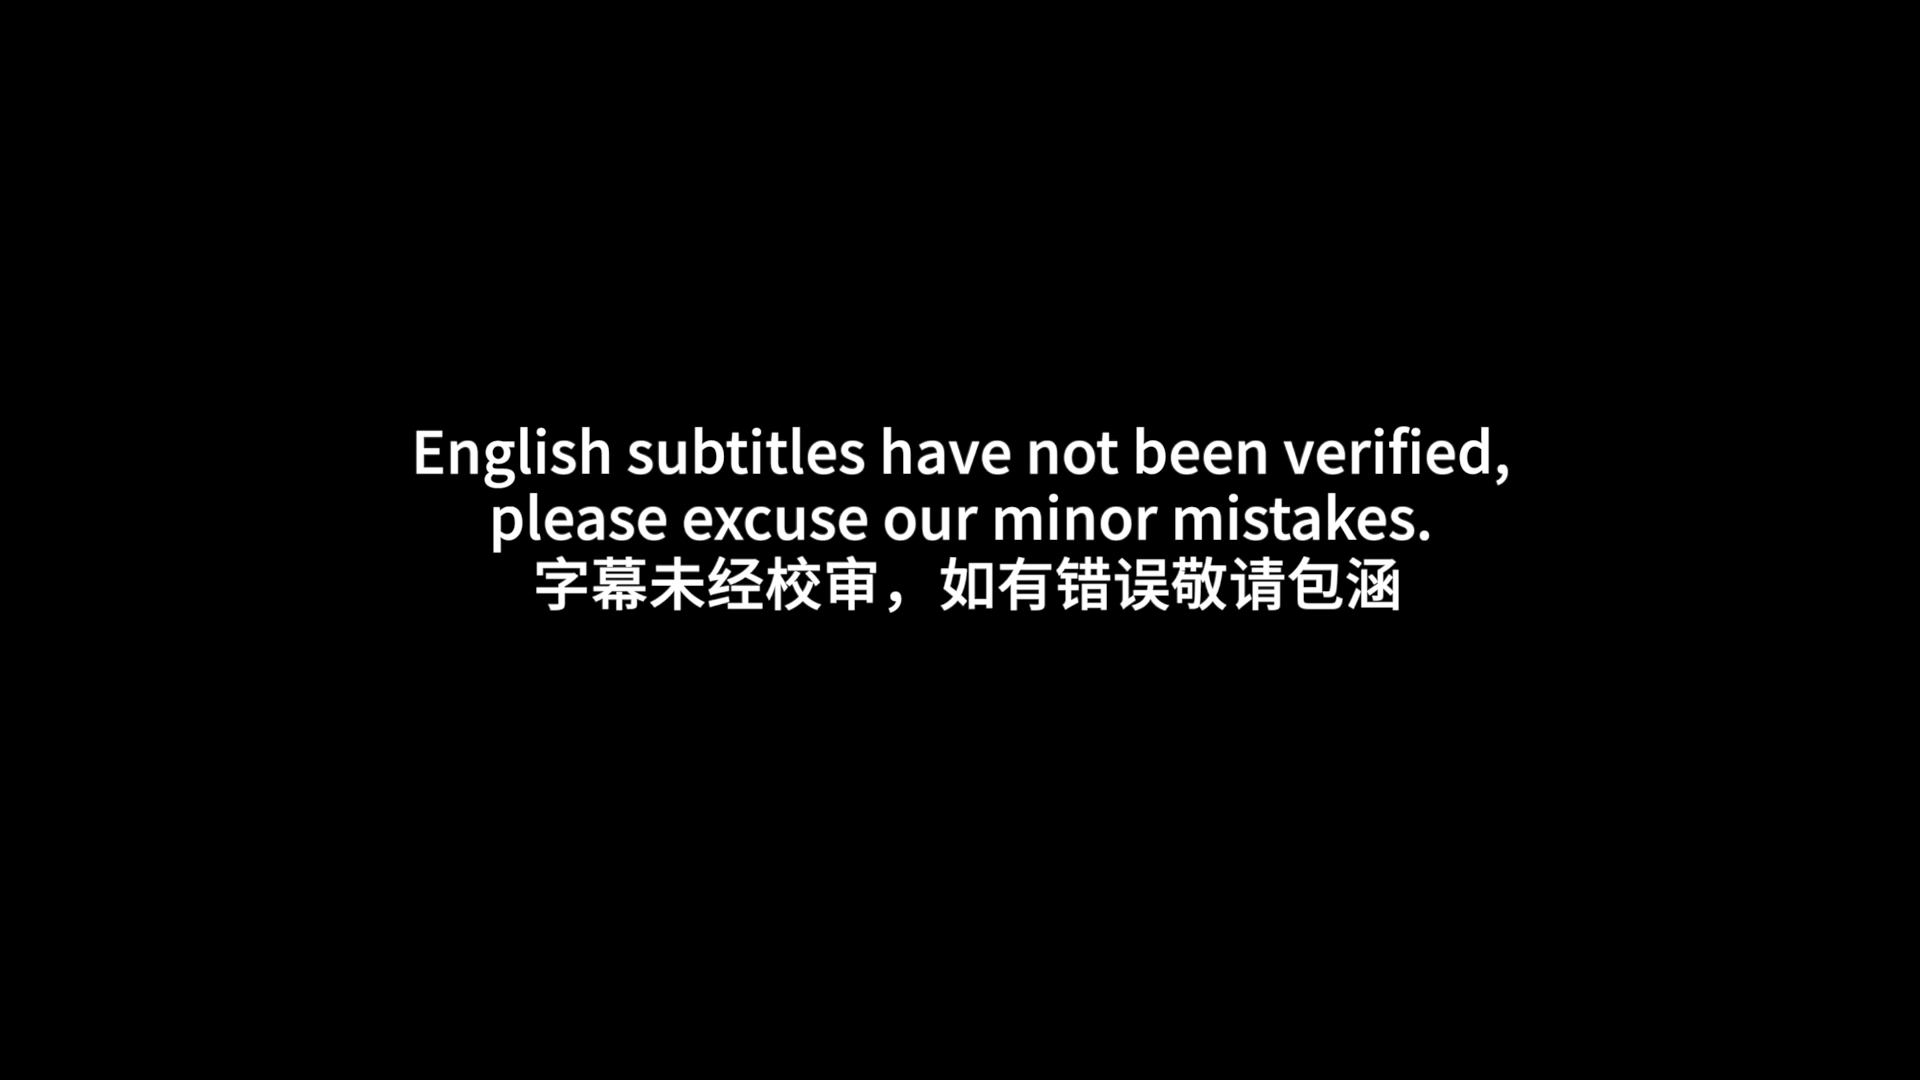 English subtitles have not been verified,
please excuse our minor mistakes.
字幕未经校审，如有错误敬请包涵